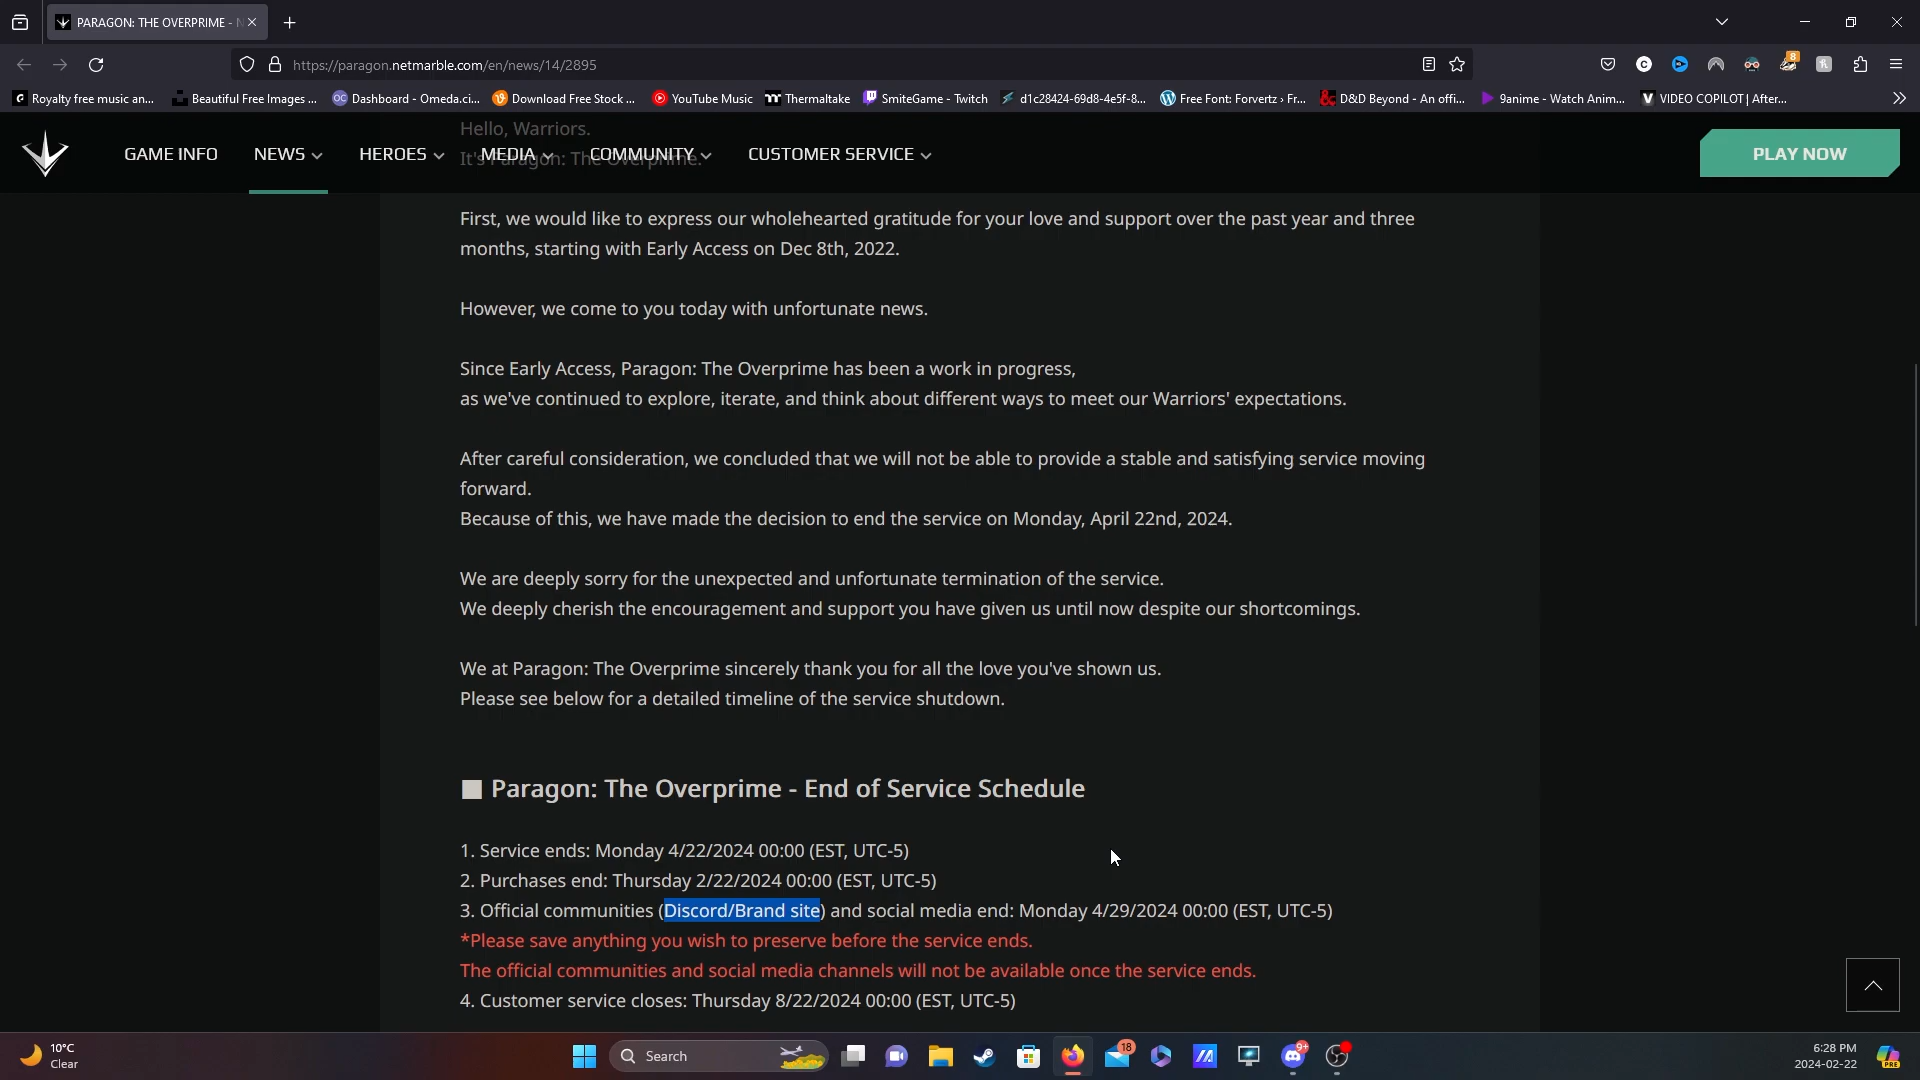 PARAGON: THE OVERPRIME - N
https://paragon.netmarble.com/en/news/14/2895
8
Royalty free music an...
Beautiful Free Images ...
Dashboard - Omeda.ci...
Download Free Stock ...
YouTube Music
Thermaltake
SmiteGame - Twitch
d1c28424-69d8-4e5f-8...
Free Font: Forvertz › Fr...
D&D Beyond - An offi...
9anime - Watch Anim...
VIDEO COPILOT | After...
Hello, Warriors.
It's Paragon: The Overprime.
GAME INFO
NEWS
HEROES
MEDIA
COMMUNITY
CUSTOMER SERVICE
PLAY NOW
First, we would like to express our wholehearted gratitude for your love and support over the past year and three
months, starting with Early Access on Dec 8th, 2022.
However, we come to you today with unfortunate news.
Since Early Access, Paragon: The Overprime has been a work in progress,
as we've continued to explore, iterate, and think about different ways to meet our Warriors' expectations.
After careful consideration, we concluded that we will not be able to provide a stable and satisfying service moving
forward.
Because of this, we have made the decision to end the service on Monday, April 22nd, 2024.
We are deeply sorry for the unexpected and unfortunate termination of the service.
We deeply cherish the encouragement and support you have given us until now despite our shortcomings.
We at Paragon: The Overprime sincerely thank you for all the love you've shown us.
Please see below for a detailed timeline of the service shutdown.
■ Paragon: The Overprime - End of Service Schedule
1. Service ends: Monday 4/22/2024 00:00 (EST, UTC-5)
2. Purchases end: Thursday 2/22/2024 00:00 (EST, UTC-5)
3. Official communities (Discord/Brand site) and social media end: Monday 4/29/2024 00:00 (EST, UTC-5)
*Please save anything you wish to preserve before the service ends.
The official communities and social media channels will not be available once the service ends.
4. Customer service closes: Thursday 8/22/2024 00:00 (EST, UTC-5)
10°C
Clear
Search
18
9+
6:28 PM
2024-02-22
PRE